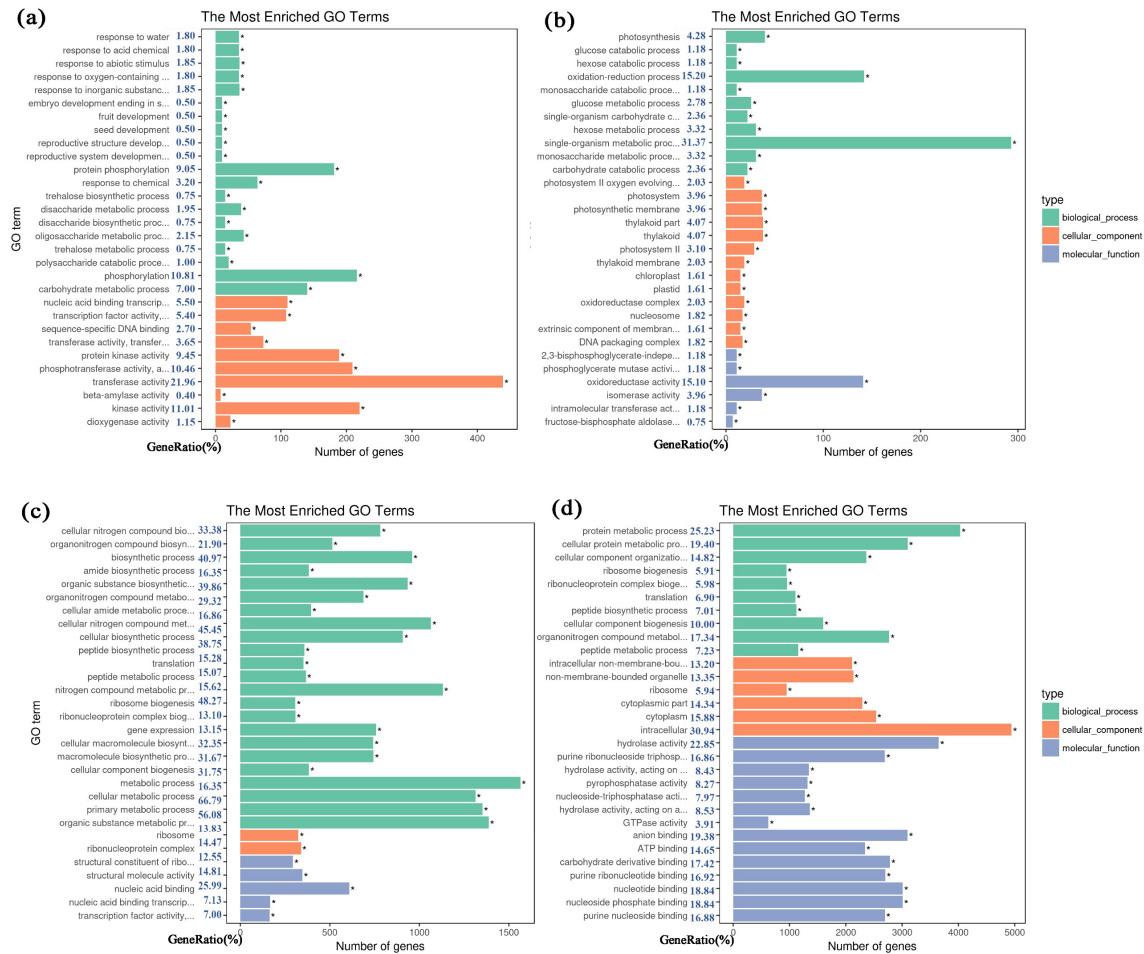 (a)
The Most Enriched GO Terms
response to water 1.80 *
response to acid chemical 1.80 *
response to abiotic stimulus 1.85 *
response to oxygen-containing ... 1.80 *
response to inorganic substanc... 1.85 *
embryo development ending in s... 0.50 *
fruit development 0.50 *
seed development 0.50 *
reproductive structure develop... 0.50 *
reproductive system developmen... 0.50 *
protein phosphorylation 9.05 *
response to chemical 3.20 *
trehalose biosynthetic process 0.75 *
disaccharide metabolic process 1.95 *
disaccharide biosynthetic proc... 0.75 *
oligosaccharide metabolic proc... 2.15 *
trehalose metabolic process 0.75 *
polysaccharide catabolic proce... 1.00 *
phosphorylation 10.81 *
carbohydrate metabolic process 7.00 *
nucleic acid binding transcrip... 5.50 *
transcription factor activity,... 5.40 *
sequence-specific DNA binding 2.70 *
transferase activity, transfer... 3.65 *
protein kinase activity 9.45 *
phosphotransferase activity, a... 10.46 *
transferase activity 21.96 *
beta-amylase activity 0.40 *
kinase activity 11.01 *
dioxygenase activity 1.15 *
GO term
0 100 200 300 400
GeneRatio(%)
Number of genes
(b)
The Most Enriched GO Terms
photosynthesis 4.28 *
glucose catabolic process 1.18 *
hexose catabolic process 1.18 *
oxidation-reduction process 15.20 *
monosaccharide catabolic proce... 1.18 *
glucose metabolic process 2.78 *
single-organism carbohydrate c... 2.36 *
hexose metabolic process 3.32 *
single-organism metabolic proc... 31.37 *
monosaccharide metabolic proce... 3.32 *
carbohydrate catabolic process 2.36 *
photosystem II oxygen evolving... 2.03 *
photosystem 3.96 *
photosynthetic membrane 3.96 *
thylakoid part 4.07 *
thylakoid 4.07 *
photosystem II 3.10 *
thylakoid membrane 2.03 *
chloroplast 1.61 *
plastid 1.61 *
oxidoreductase complex 2.03 *
nucleosome 1.82 *
extrinsic component of membran... 1.61 *
DNA packaging complex 1.82 *
2,3-bisphosphoglycerate-indepe... 1.18 *
phosphoglycerate mutase activi... 1.18 *
oxidoreductase activity 15.10 *
isomerase activity 3.96 *
intramolecular transferase act... 1.18 *
fructose-bisphosphate aldolase... 0.75 *
0 100 200 300
GeneRatio(%)
Number of genes
type
biological_process
cellular_component
molecular_function
(c)
The Most Enriched GO Terms
cellular nitrogen compound bio... 33.38 *
organonitrogen compound biosyn... 21.90 *
biosynthetic process 40.97 *
amide biosynthetic process 16.35 *
organic substance biosynthetic... 39.86 *
organonitrogen compound metabo... 29.32 *
cellular amide metabolic proce... 16.86 *
cellular nitrogen compound met... 45.45 *
cellular biosynthetic process 38.75 *
peptide biosynthetic process 15.28 *
translation 15.07 *
peptide metabolic process 15.62 *
nitrogen compound metabolic pr... 48.27 *
ribosome biogenesis 13.10 *
ribonucleoprotein complex biog... 13.15 *
gene expression 32.35 *
cellular macromolecule biosynt... 31.67 *
macromolecule biosynthetic pro... 31.75 *
cellular component biogenesis 16.35 *
metabolic process 66.79 *
cellular metabolic process 56.08 *
primary metabolic process 13.83 *
organic substance metabolic pr... 14.47 *
ribosome 12.55 *
ribonucleoprotein complex 14.81 *
structural constituent of ribo... *
structural molecule activity *
nucleic acid binding 25.99 *
nucleic acid binding transcrip... 7.13 *
transcription factor activity,... 7.00 *
GO term
0 500 1000 1500
GeneRatio(%)
Number of genes
(d)
The Most Enriched GO Terms
protein metabolic process 25.23 *
cellular protein metabolic pro... 19.40 *
cellular component organizatio... 14.82 *
ribosome biogenesis 5.91 *
ribonucleoprotein complex bioge... 5.98 *
translation 6.90 *
peptide biosynthetic process 7.01 *
cellular component biogenesis 10.00 *
organonitrogen compound metabol... 17.34 *
peptide metabolic process 7.23 *
intracellular non-membrane-bou... 13.20 *
non-membrane-bounded organelle 13.35 *
ribosome 5.94 *
cytoplasmic part 14.34 *
cytoplasm 15.88 *
intracellular 30.94 *
hydrolase activity 22.85 *
purine ribonucleoside triphosp... 16.86 *
hydrolase activity, acting on ... 8.43 *
pyrophosphatase activity 8.27 *
nucleoside-triphosphatase acti... 7.97 *
hydrolase activity, acting on a... 8.53 *
GTPase activity 3.91 *
anion binding 19.38 *
ATP binding 14.65 *
carbohydrate derivative binding 17.42 *
purine ribonucleotide binding 16.92 *
nucleotide binding 18.84 *
nucleoside phosphate binding 18.84 *
purine nucleoside binding 16.88 *
0 1000 2000 3000 4000 5000
GeneRatio(%)
Number of genes
type
biological_process
cellular_component
molecular_function